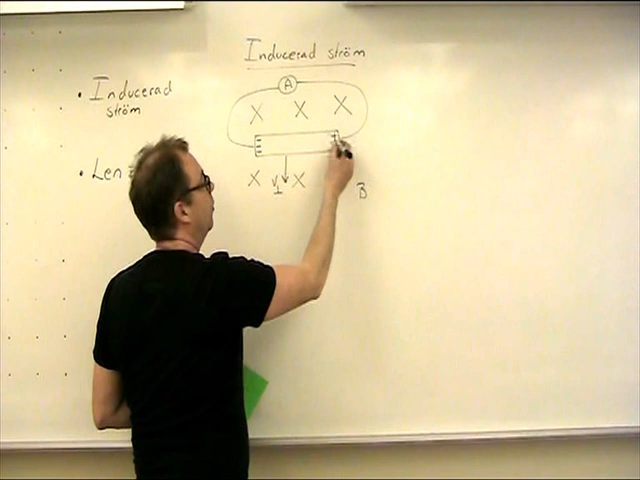 Inducerad ström
• Inducerad
ström
A
X X X
• Len
X X
v⊥
B